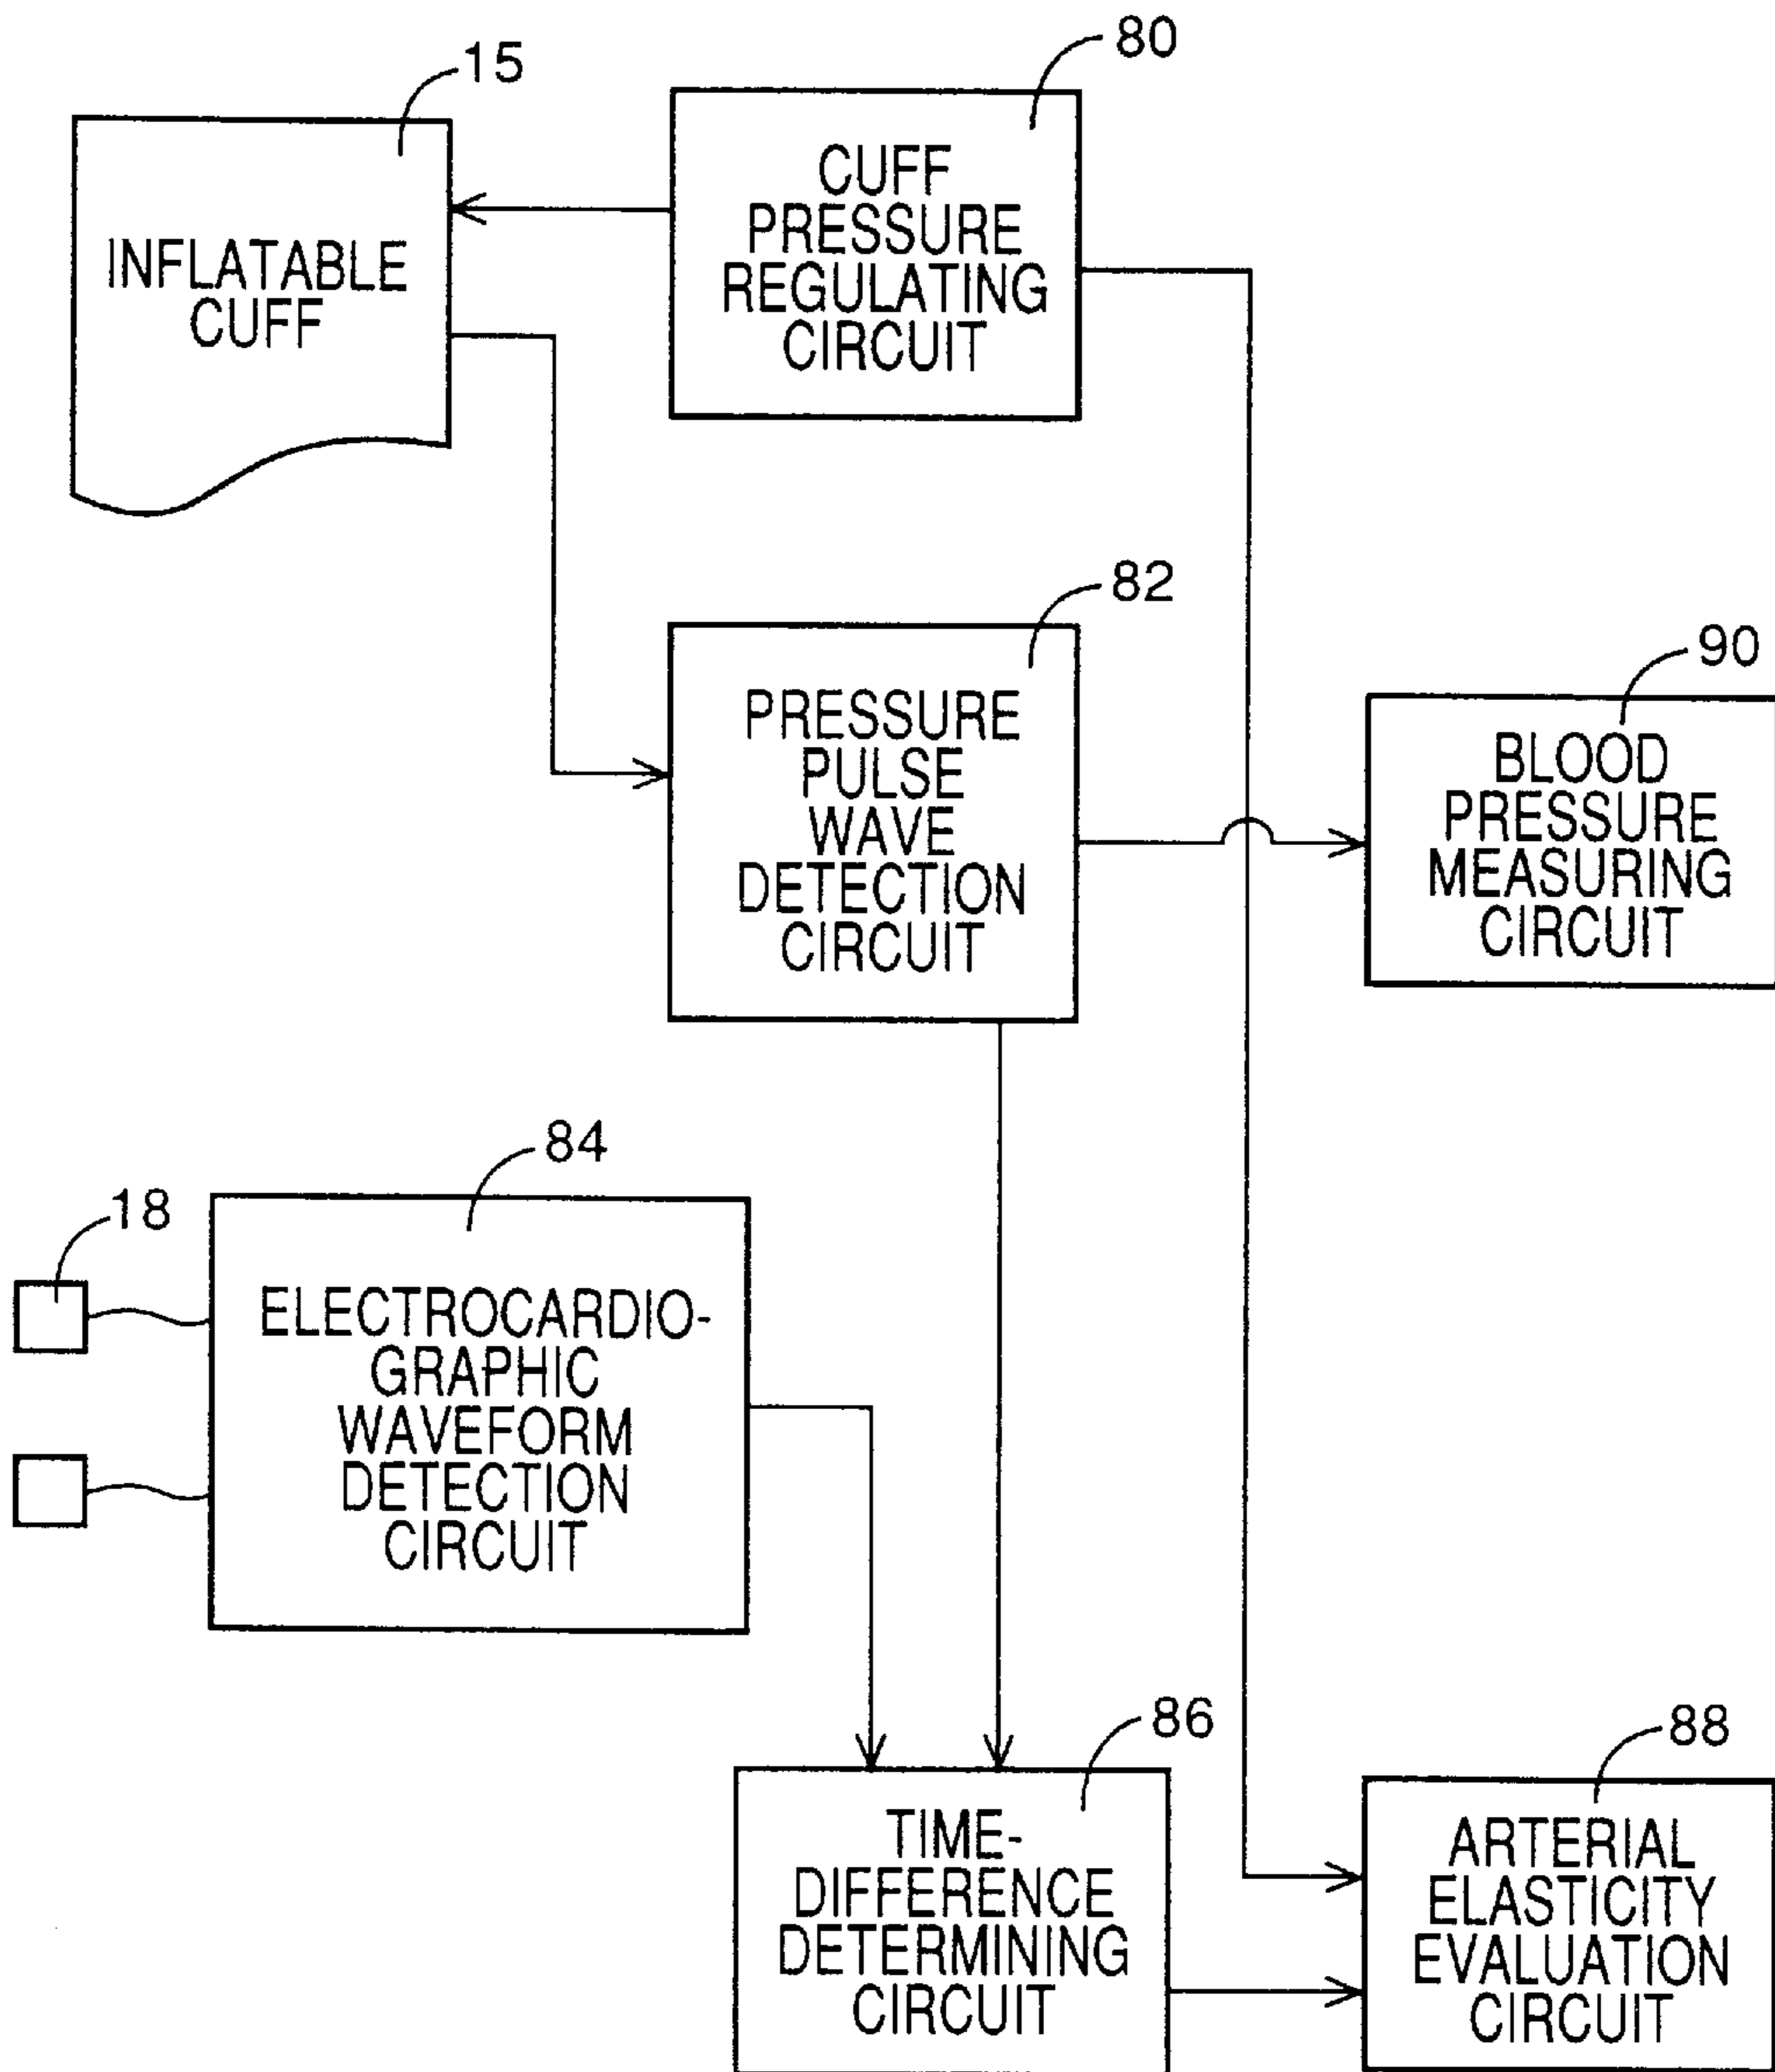 15
INFLATABLE
CUFF
80
CUFF
PRESSURE
REGULATING
CIRCUIT
82
PRESSURE
PULSE
WAVE
DETECTION
CIRCUIT
90
BLOOD
PRESSURE
MEASURING
CIRCUIT
18
84
ELECTROCARDIO-
GRAPHIC
WAVEFORM
DETECTION
CIRCUIT
86
TIME-
DIFFERENCE
DETERMINING
CIRCUIT
88
ARTERIAL
ELASTICITY
EVALUATION
CIRCUIT